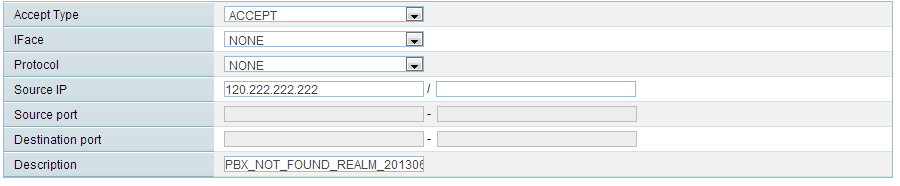 Accept Type ACCEPT
IFace NONE
Protocol NONE
Source IP 120.222.222.222 /
Source port -
Destination port -
Description PBX_NOT_FOUND_REALM_201306